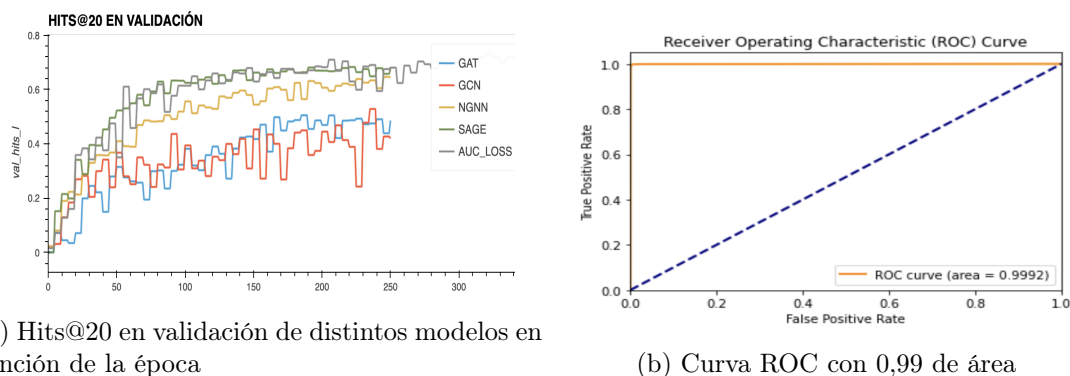 HITS@20 EN VALIDACIÓN
0.8
0.6
0.4
0.2
0
val_hits_l
0 50 100 150 200 250 300
GAT
GCN
NGNN
SAGE
AUC_LOSS
) Hits@20 en validación de distintos modelos en
nción de la época
Receiver Operating Characteristic (ROC) Curve
1.0
0.8
0.6
0.4
0.2
0.0
True Positive Rate
0.0 0.2 0.4 0.6 0.8 1.0
False Positive Rate
ROC curve (area = 0.9992)
(b) Curva ROC con 0,99 de área